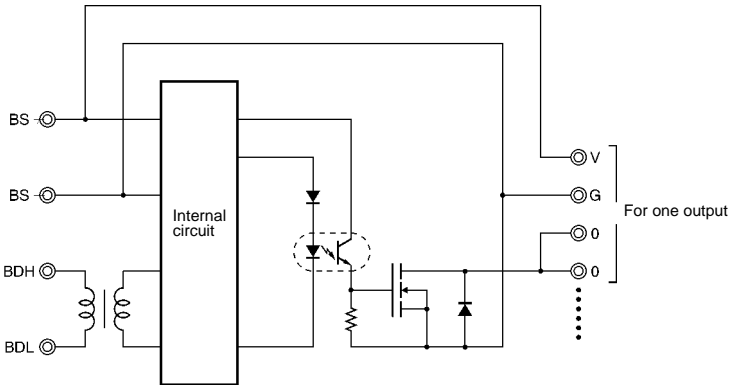 BS
V
BS
G
Internal
circuit
For one output
0
BDH
0
BDL